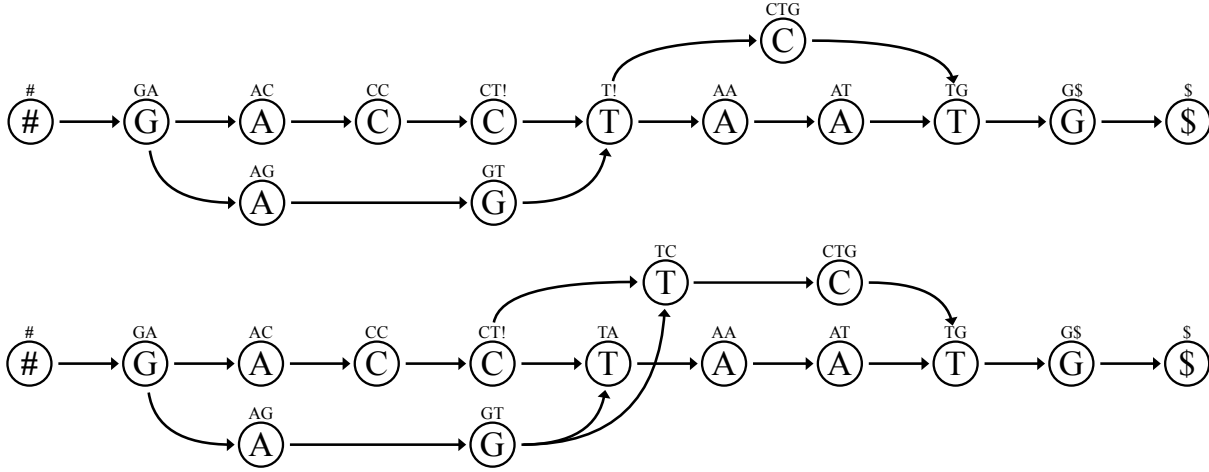 CTG
C
# GA AC CC CT! T! AA AT TG G$ $
# G A C C T A A T G $
AG GT
A G
TC CTG
T C
# GA AC CC CT! TA AA AT TG G$ $
# G A C C T A A T G $
AG GT
A G